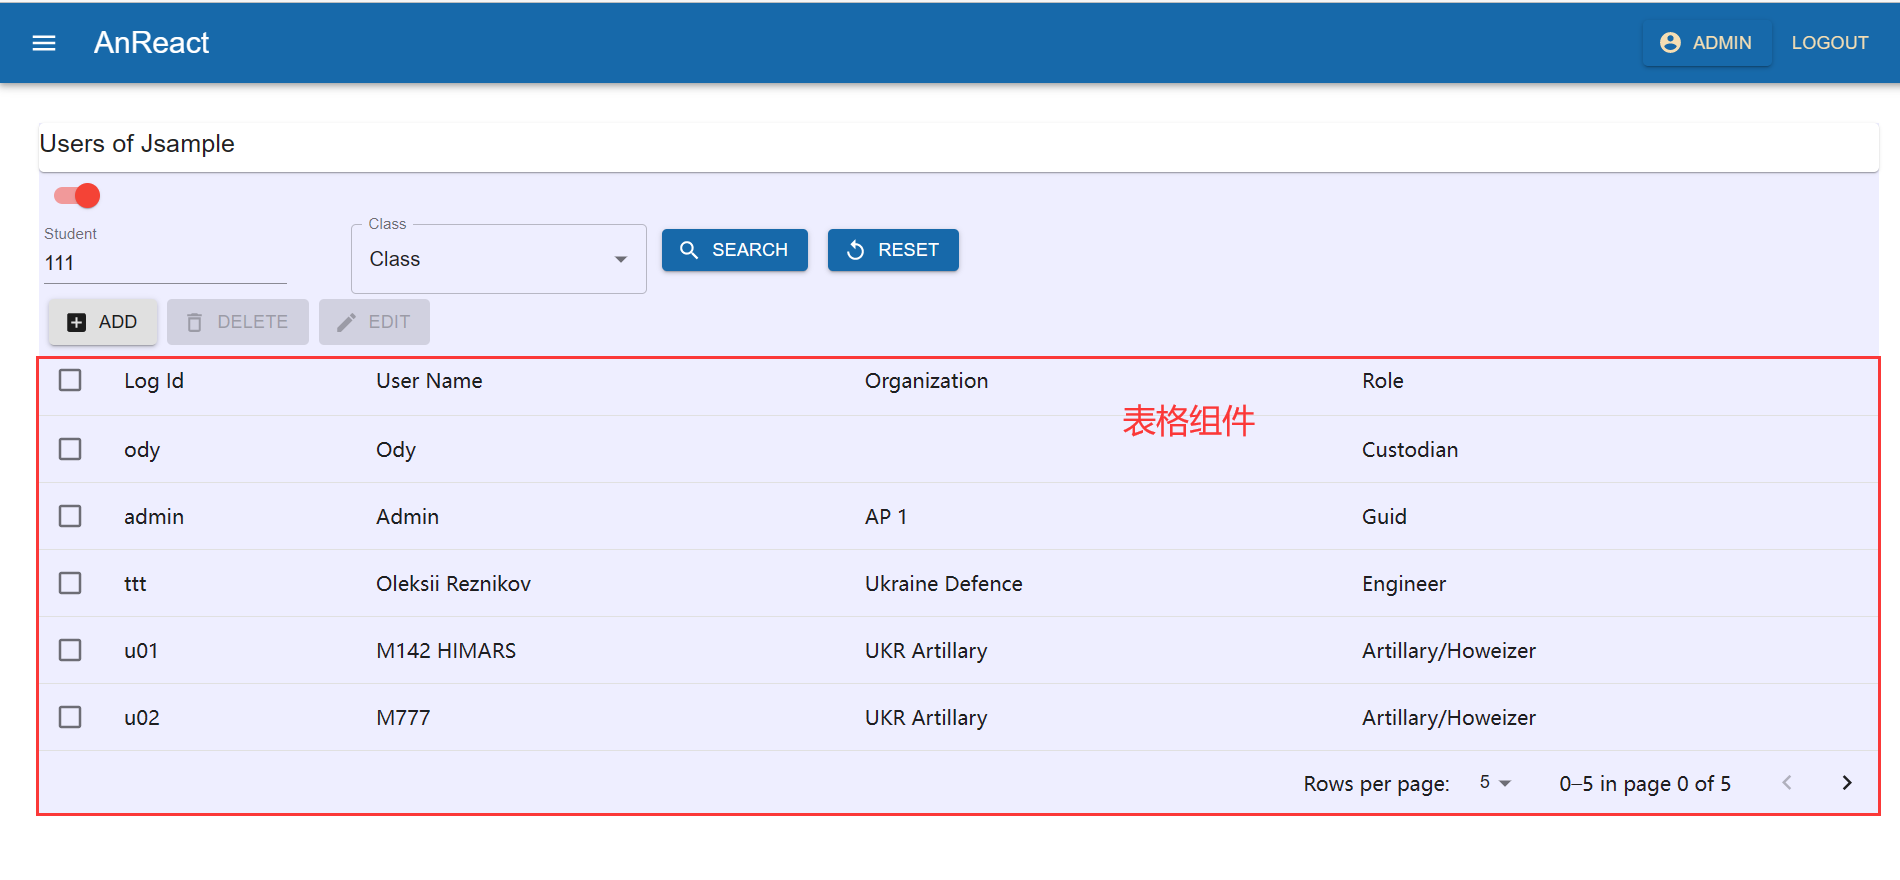 AnReact
ADMIN LOGOUT
Users of Jsample
Student
111
Class
Class
SEARCH RESET
ADD DELETE EDIT
Log Id User Name Organization Role
表格组件
ody Ody Custodian
admin Admin AP 1 Guid
ttt Oleksii Reznikov Ukraine Defence Engineer
u01 M142 HIMARS UKR Artillary Artillary/Howeizer
u02 M777 UKR Artillary Artillary/Howeizer
Rows per page: 5 0–5 in page 0 of 5